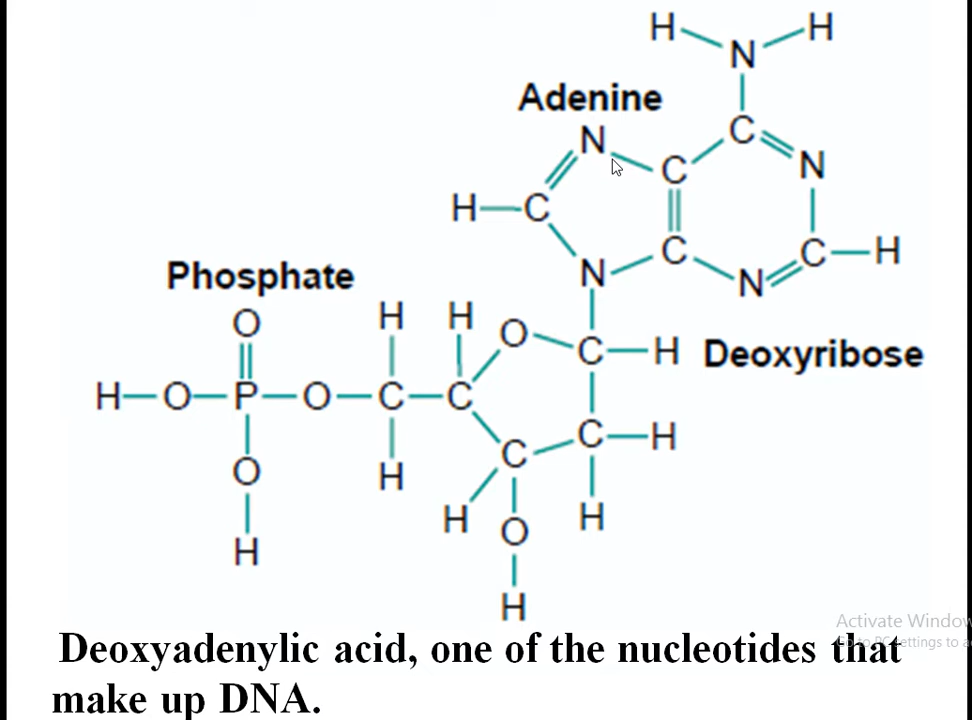 H H
N
Adenine
N C N
C
H C
C C H
N N
Phosphate
O H H O
C H Deoxyribose
H O P O C C
C H
C
O H
H H
O
H H
Activate Window
Deoxyadenylic acid, one of the nucleotides that
make up DNA.